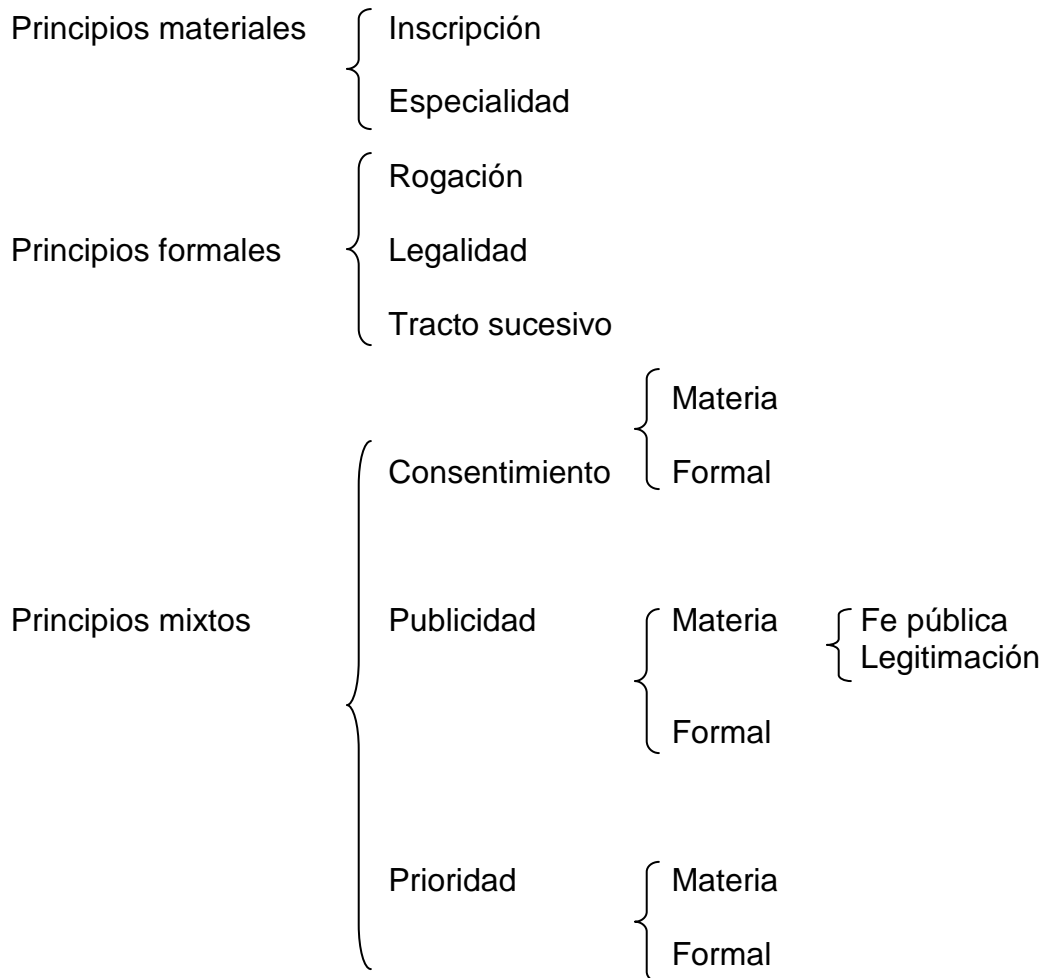 Principios materiales Inscripción
Especialidad
Rogación
Principios formales Legalidad
Tracto sucesivo
Materia
Consentimiento Formal
Principios mixtos Publicidad Materia Fe pública
Legitimación
Formal
Prioridad Materia
Formal